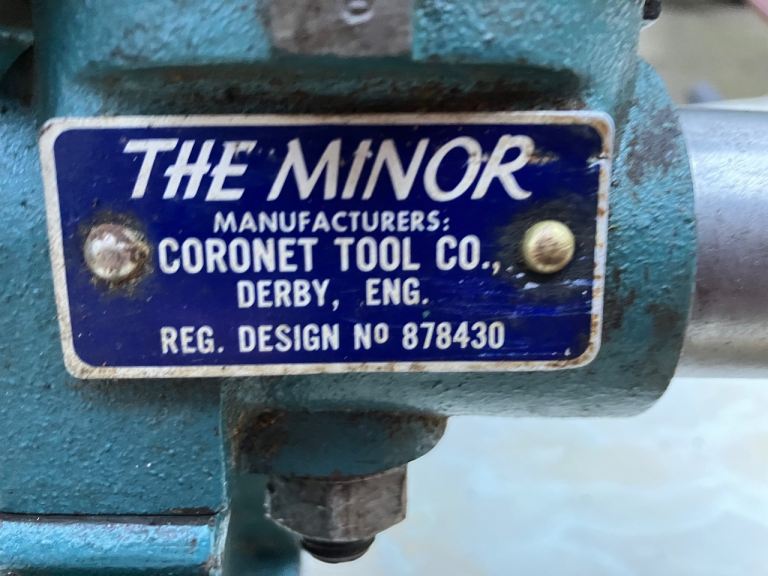 THE MINOR
MANUFACTURERS:
CORONET TOOL CO.,
DERBY, ENG.
REG. DESIGN Nº 878430